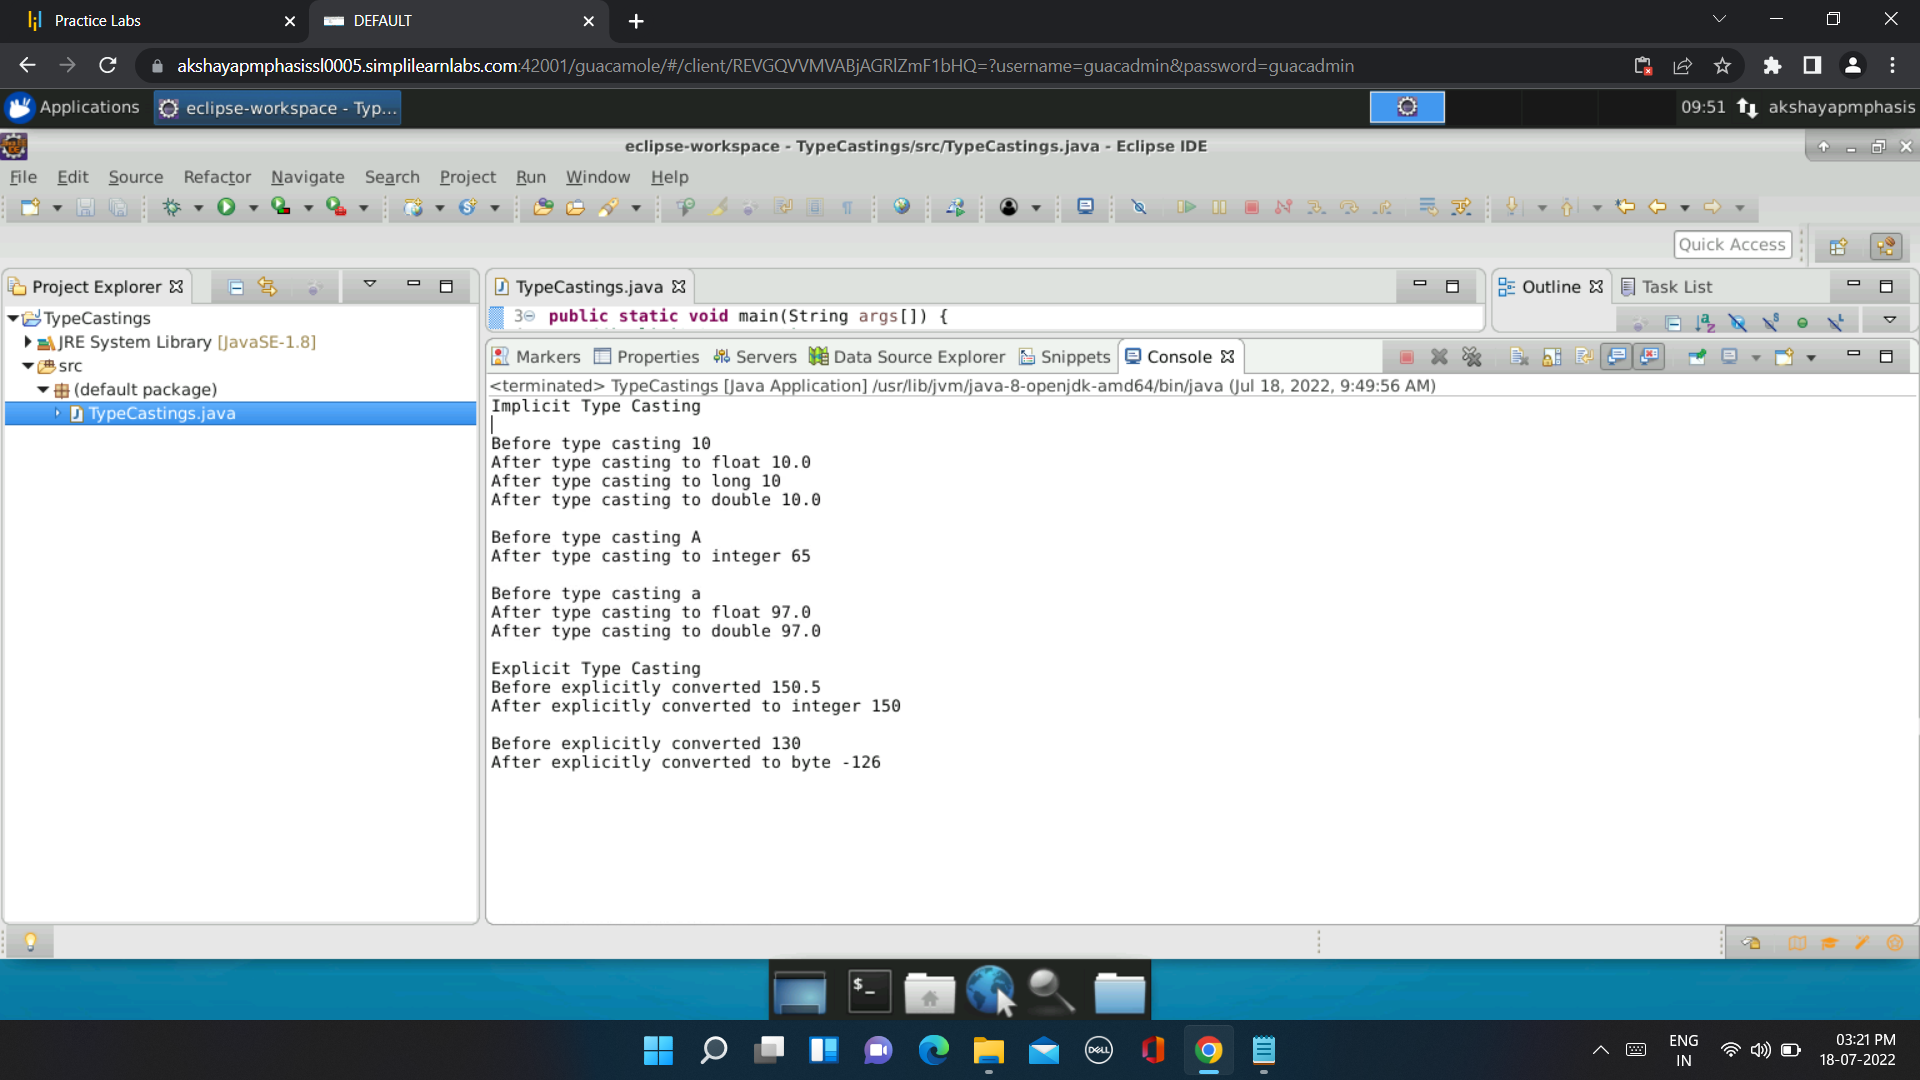 Practice Labs
DEFAULT
akshayapmphasissl0005.simplilearnlabs.com:42001/guacamole/#/client/REVGQVVMVABjAGRlZmF1bHQ=?username=guacadmin&password=guacadmin
Applications
eclipse-workspace - Typ...
09:51
akshayapmphasis
eclipse-workspace - TypeCastings/src/TypeCastings.java - Eclipse IDE
File Edit Source Refactor Navigate Search Project Run Window Help
Quick Access
Project Explorer
TypeCastings
JRE System Library [JavaSE-1.8]
src
(default package)
TypeCastings.java
TypeCastings.java
3 public static void main(String args[]) {
Outline
Task List
Markers Properties Servers Data Source Explorer Snippets Console
<terminated> TypeCastings [Java Application] /usr/lib/jvm/java-8-openjdk-amd64/bin/java (Jul 18, 2022, 9:49:56 AM)
Implicit Type Casting
Before type casting 10
After type casting to float 10.0
After type casting to long 10
After type casting to double 10.0
Before type casting A
After type casting to integer 65
Before type casting a
After type casting to float 97.0
After type casting to double 97.0
Explicit Type Casting
Before explicitly converted 150.5
After explicitly converted to integer 150
Before explicitly converted 130
After explicitly converted to byte -126
$_
DELL
ENG
IN
03:21 PM
18-07-2022